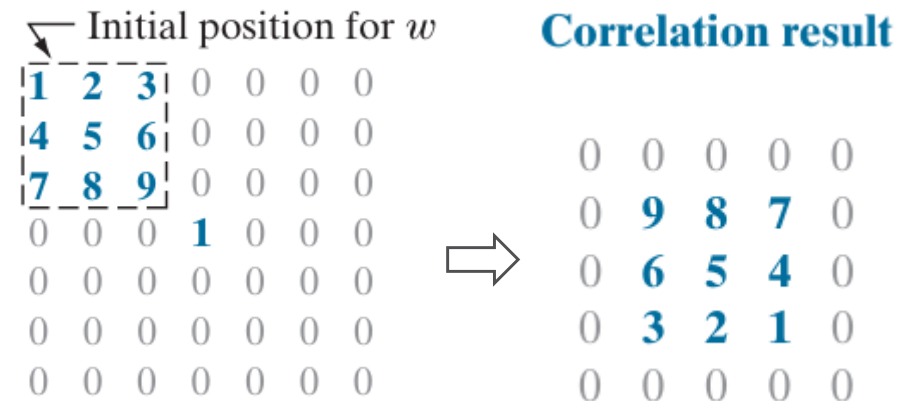 Initial position for w
1 2 3 0 0 0 0
4 5 6 0 0 0 0
7 8 9 0 0 0 0
0 0 0 1 0 0 0
0 0 0 0 0 0 0
0 0 0 0 0 0 0
0 0 0 0 0 0 0
Correlation result
0 0 0 0 0
0 9 8 7 0
0 6 5 4 0
0 3 2 1 0
0 0 0 0 0